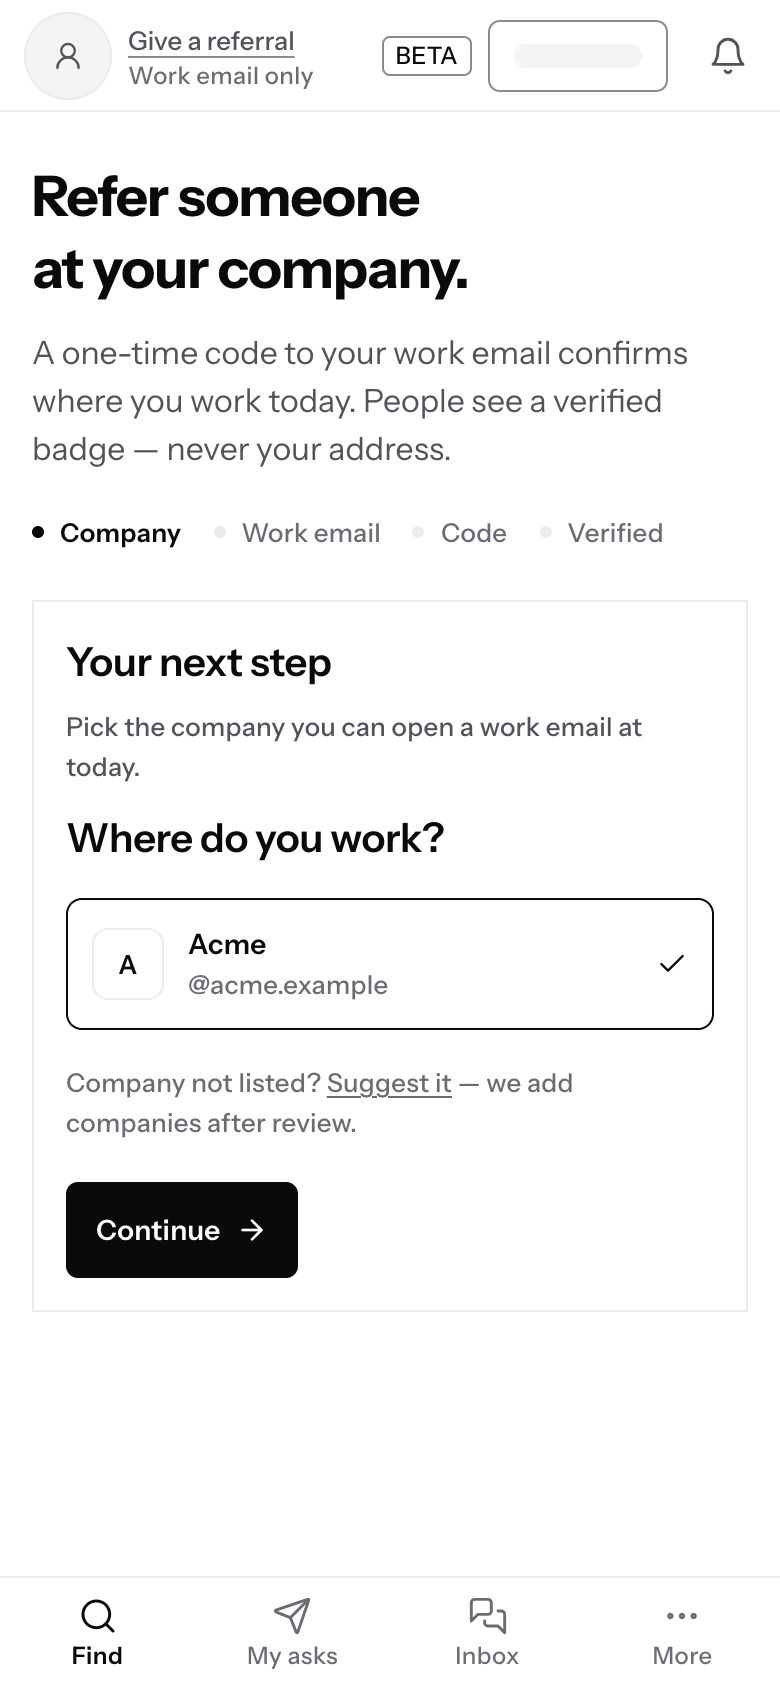 Give a referral
Work email only
BETA
Refer someone
at your company.
A one-time code to your work email confirms
where you work today. People see a verified
badge — never your address.
Company
Work email
Code
Verified
Your next step
Pick the company you can open a work email at
today.
Where do you work?
A
Acme
@acme.example
Company not listed? Suggest it — we add
companies after review.
Continue
Find
My asks
Inbox
More